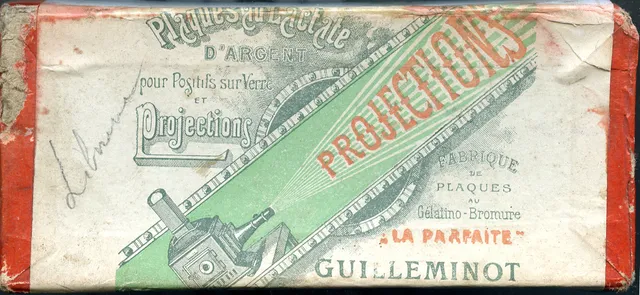 Plaques au Lactate
D'ARGENT
pour Positifs sur Verre
ET
Projections
PROJECTIONS
FABRIQUE
DE
PLAQUES
AU
Gélatino-Bromure
"LA PARFAITE"
GUILLEMINOT